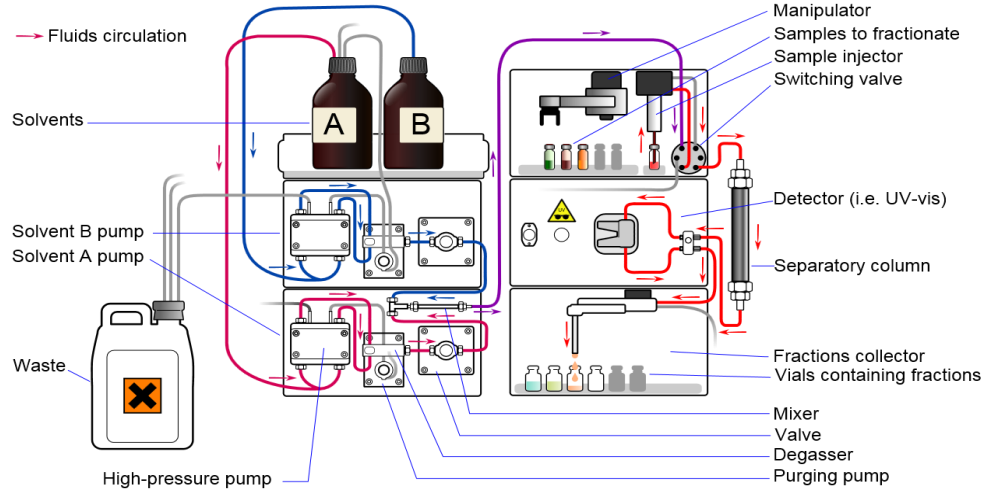 Fluids circulation
Manipulator
Samples to fractionate
Sample injector
Switching valve
Solvents
A
B
Solvent B pump
Solvent A pump
UV
Detector (i.e. UV-vis)
Separatory column
Waste
Fractions collector
Vials containing fractions
Mixer
Valve
Degasser
Purging pump
High-pressure pump